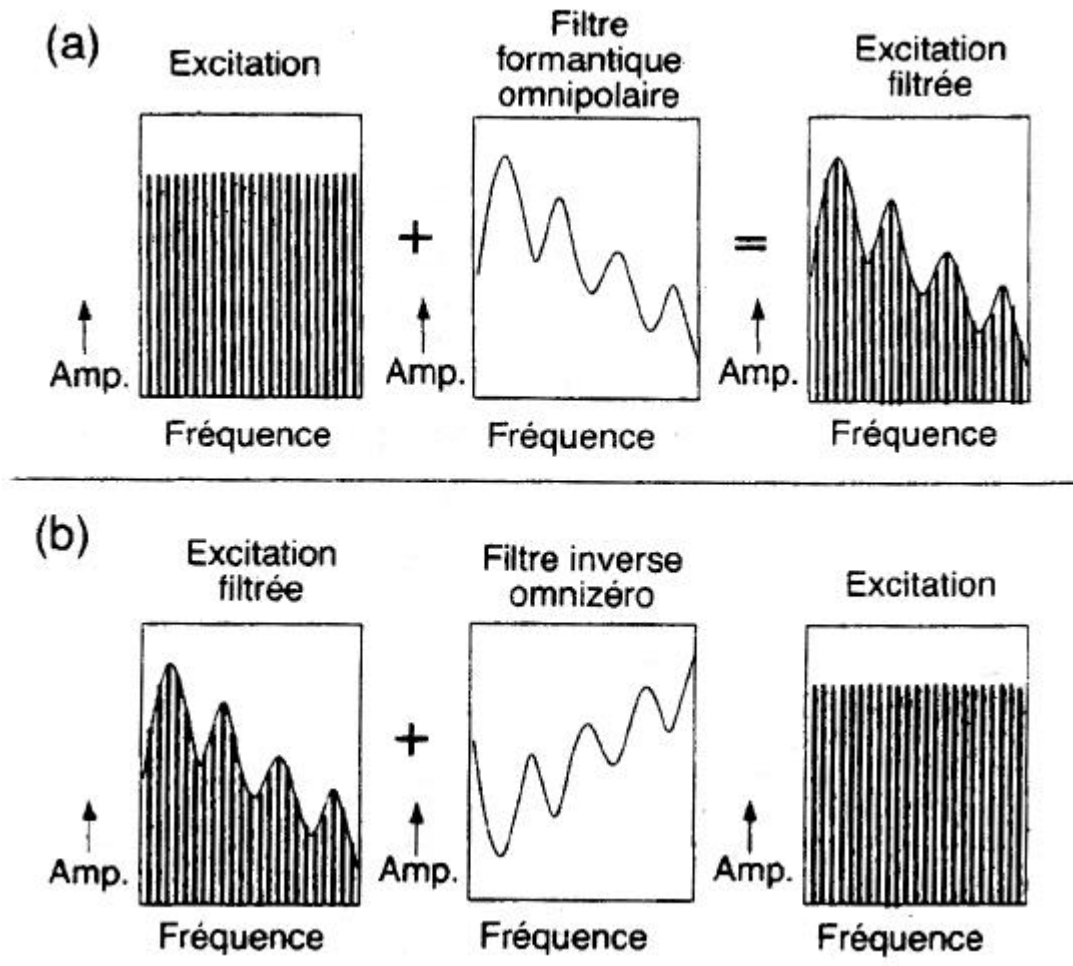 (a)
Excitation
Filtre
formantique
omnipolaire
Excitation
filtrée
+
=
Amp.
Amp.
Amp.
Fréquence
Fréquence
Fréquence
(b)
Excitation
filtrée
Filtre inverse
omnizéro
Excitation
+
Amp.
Amp.
Amp.
Fréquence
Fréquence
Fréquence